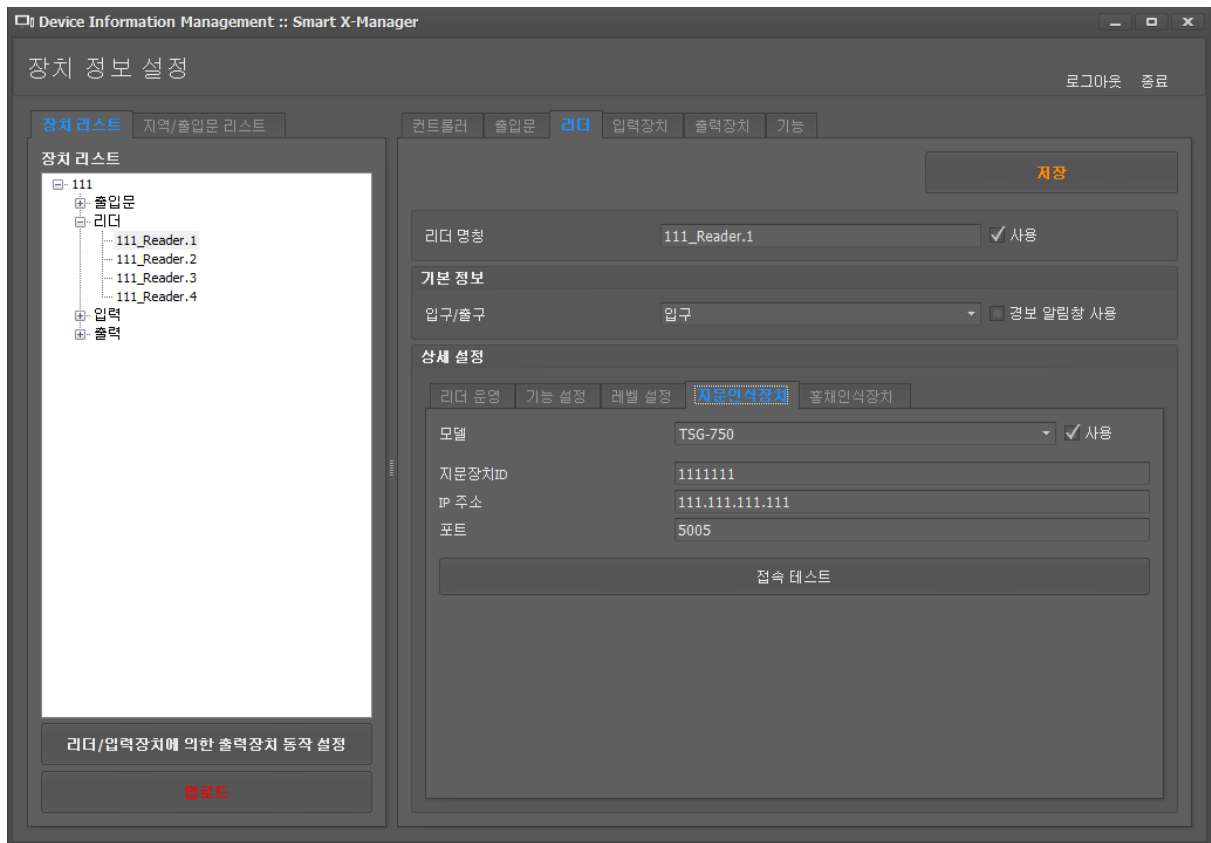 Device Information Management :: Smart X-Manager
장치 정보 설정
로그아웃 종료
장치 리스트 지역/출입문 리스트
장치 리스트
111
출입문
리더
111_Reader.1
111_Reader.2
111_Reader.3
111_Reader.4
입력
출력
리더/입력장치에 의한 출력장치 동작 설정
업로드
컨트롤러 출입문 리더 입력장치 출력장치 기능
저장
리더 명칭 111_Reader.1 사용
기본 정보
입구/출구 입구 경보 알림창 사용
상세 설정
리더 운영 기능 설정 레벨 설정 지문인식장치 홍채인식장치
모델 TSG-750 사용
지문장치ID 1111111
IP 주소 111.111.111.111
포트 5005
접속 테스트